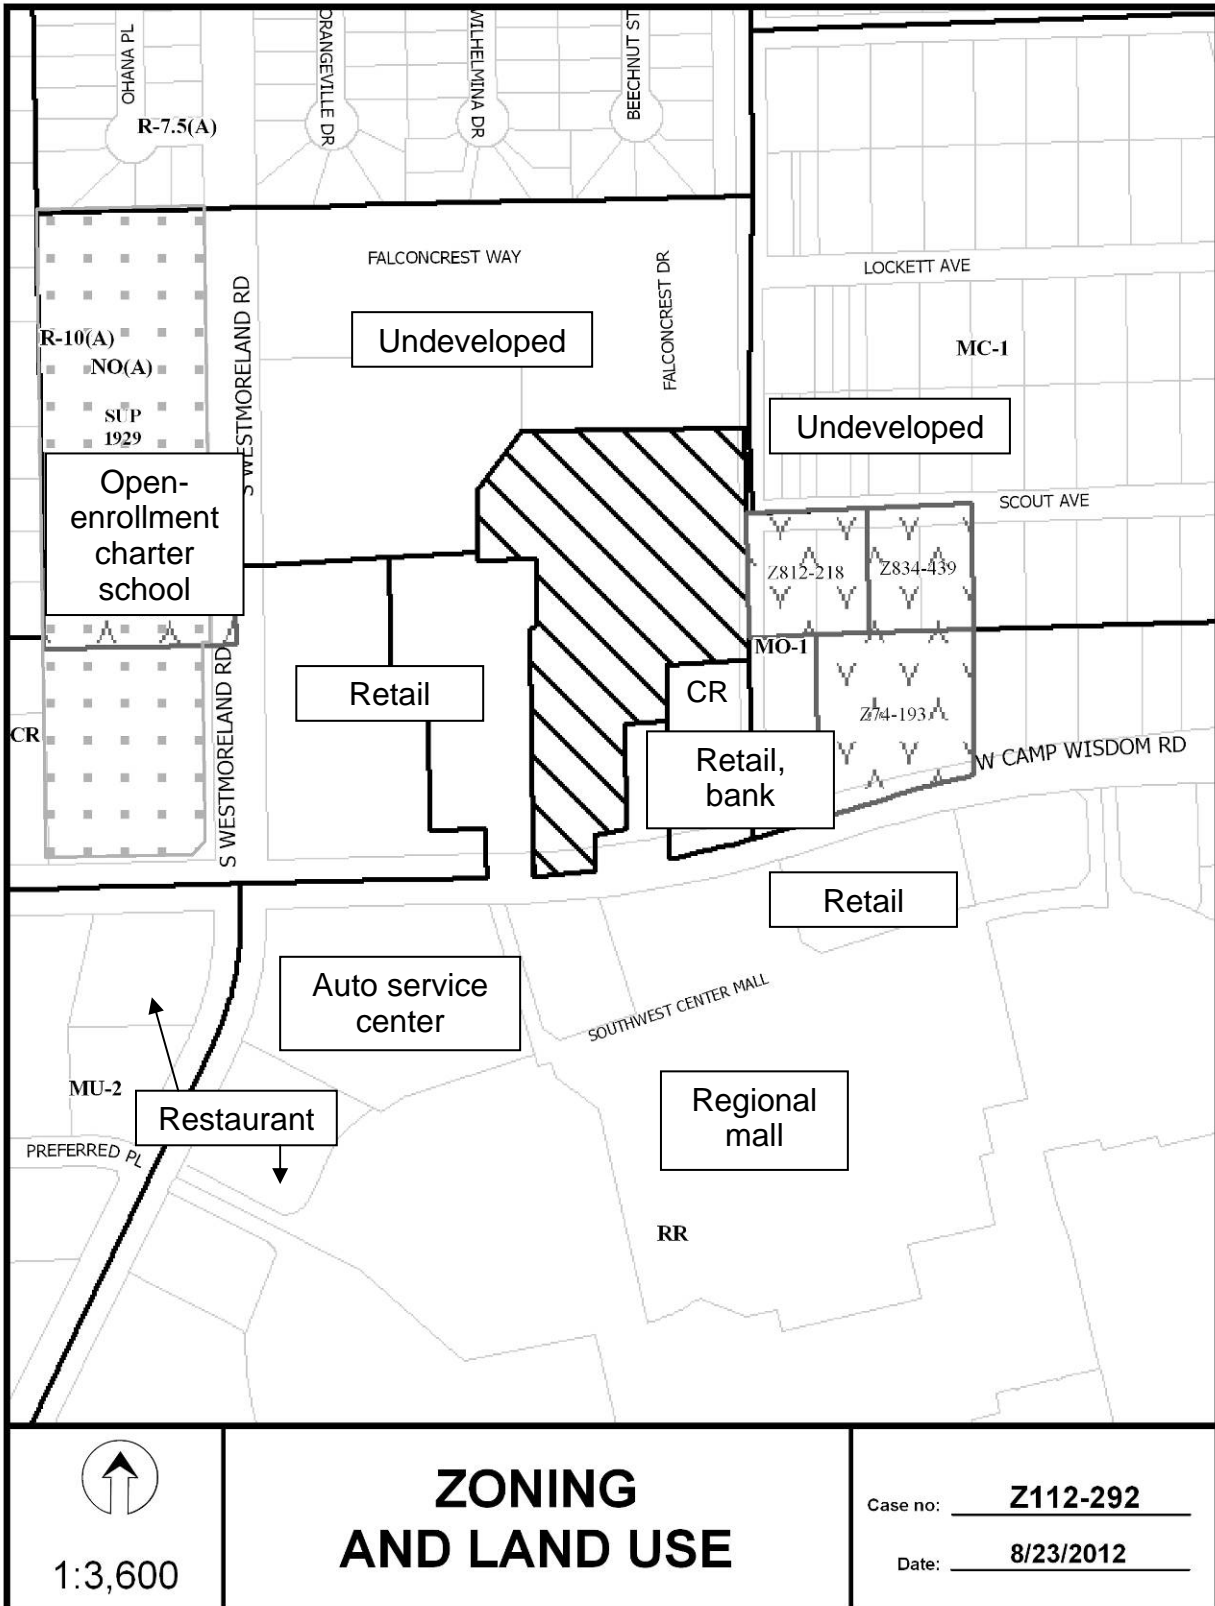 OHANA PL
ORANGEVILLE DR
WILHELMINA DR
BEECHNUT ST
R-7.5(A)
FALCONCREST WAY
FALCONCREST DR
LOCKETT AVE
S WESTMORELAND RD
R-10(A)
NO(A)
SUP
1929
Undeveloped
MC-1
Undeveloped
Open-
enrollment
charter
school
SCOUT AVE
Z812-218
Z834-439
MO-1
Retail
CR
Z74-193
CR
S WESTMORELAND RD
Retail,
bank
W CAMP WISDOM RD
Retail
Auto service
center
SOUTHWEST CENTER MALL
MU-2
Restaurant
Regional
mall
PREFERRED PL
RR
1:3,600
ZONING
AND LAND USE
Case no: Z112-292
Date: 8/23/2012